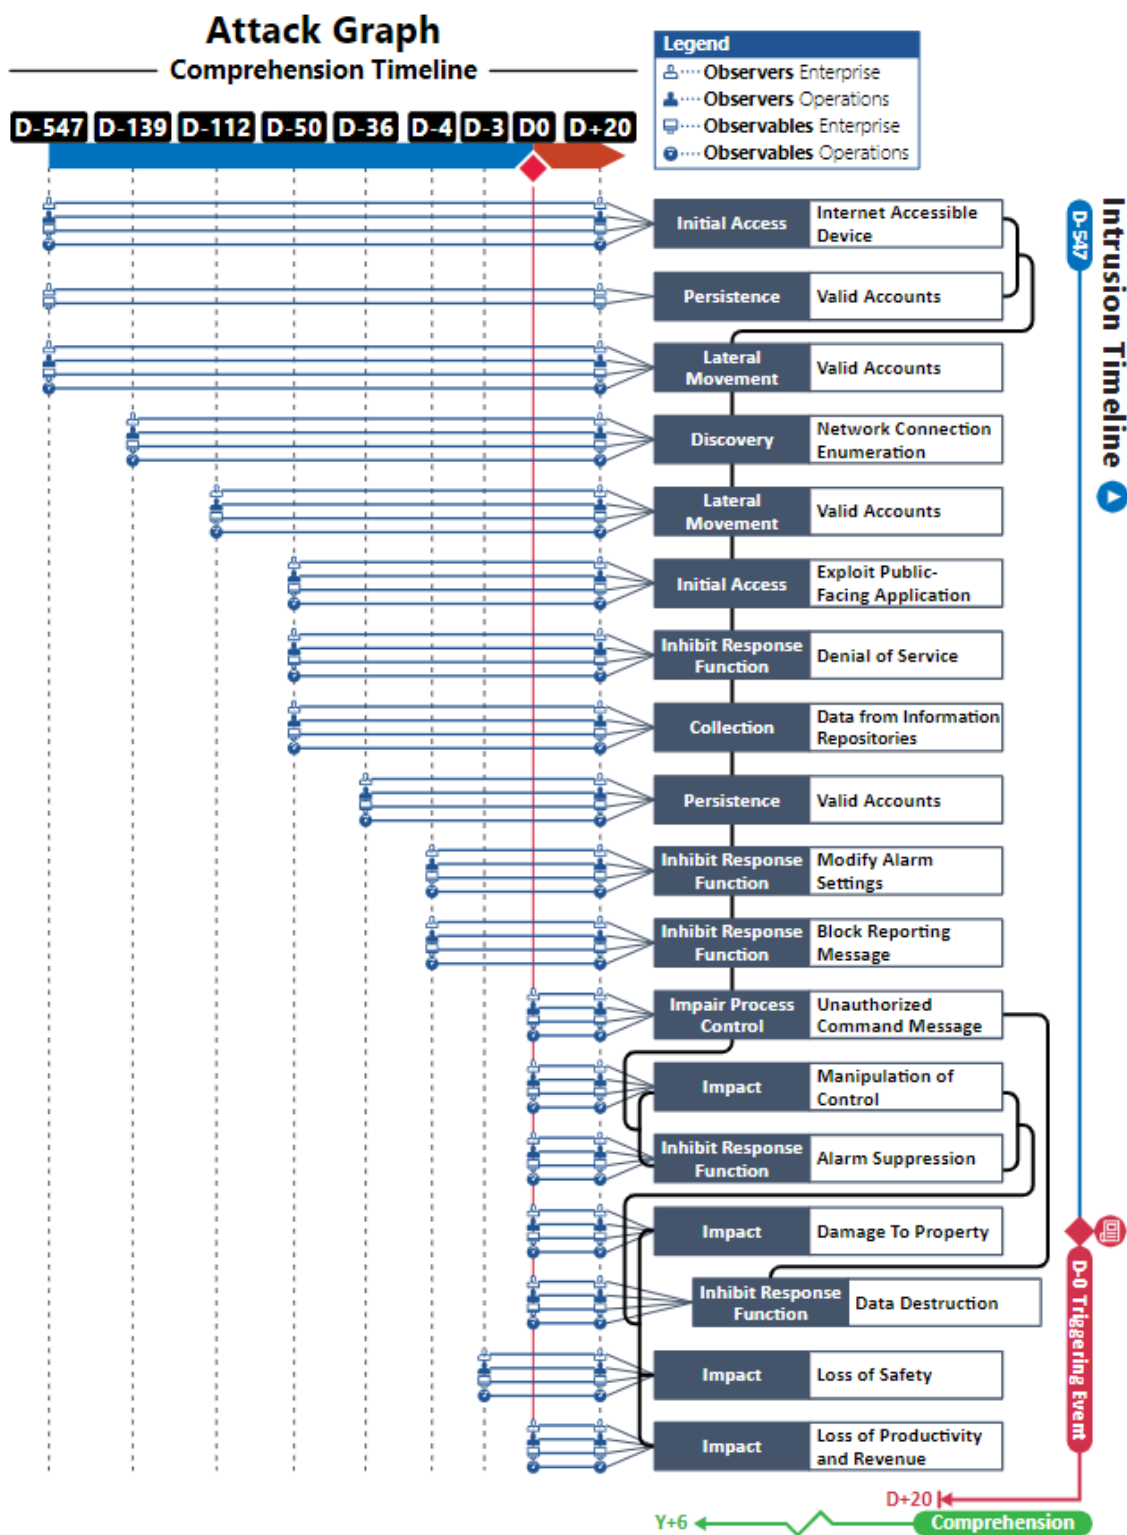 Attack Graph
Comprehension Timeline
D-547 D-139 D-112 D-50 D-36 D-4 D-3 D0 D+20
Legend
Observers Enterprise
Observers Operations
Observables Enterprise
Observables Operations
Initial Access
Internet Accessible
Device
Persistence
Valid Accounts
Lateral
Movement
Valid Accounts
Discovery
Network Connection
Enumeration
Lateral
Movement
Valid Accounts
Initial Access
Exploit Public-
Facing Application
Inhibit Response
Function
Denial of Service
Collection
Data from Information
Repositories
Persistence
Valid Accounts
Inhibit Response
Function
Modify Alarm
Settings
Inhibit Response
Function
Block Reporting
Message
Impair Process
Control
Unauthorized
Command Message
Impact
Manipulation of
Control
Inhibit Response
Function
Alarm Suppression
Impact
Damage To Property
Inhibit Response
Function
Data Destruction
Impact
Loss of Safety
Impact
Loss of Productivity
and Revenue
Intrusion Timeline
D-547
D-0 Triggering Event
D+20
Y+6
Comprehension